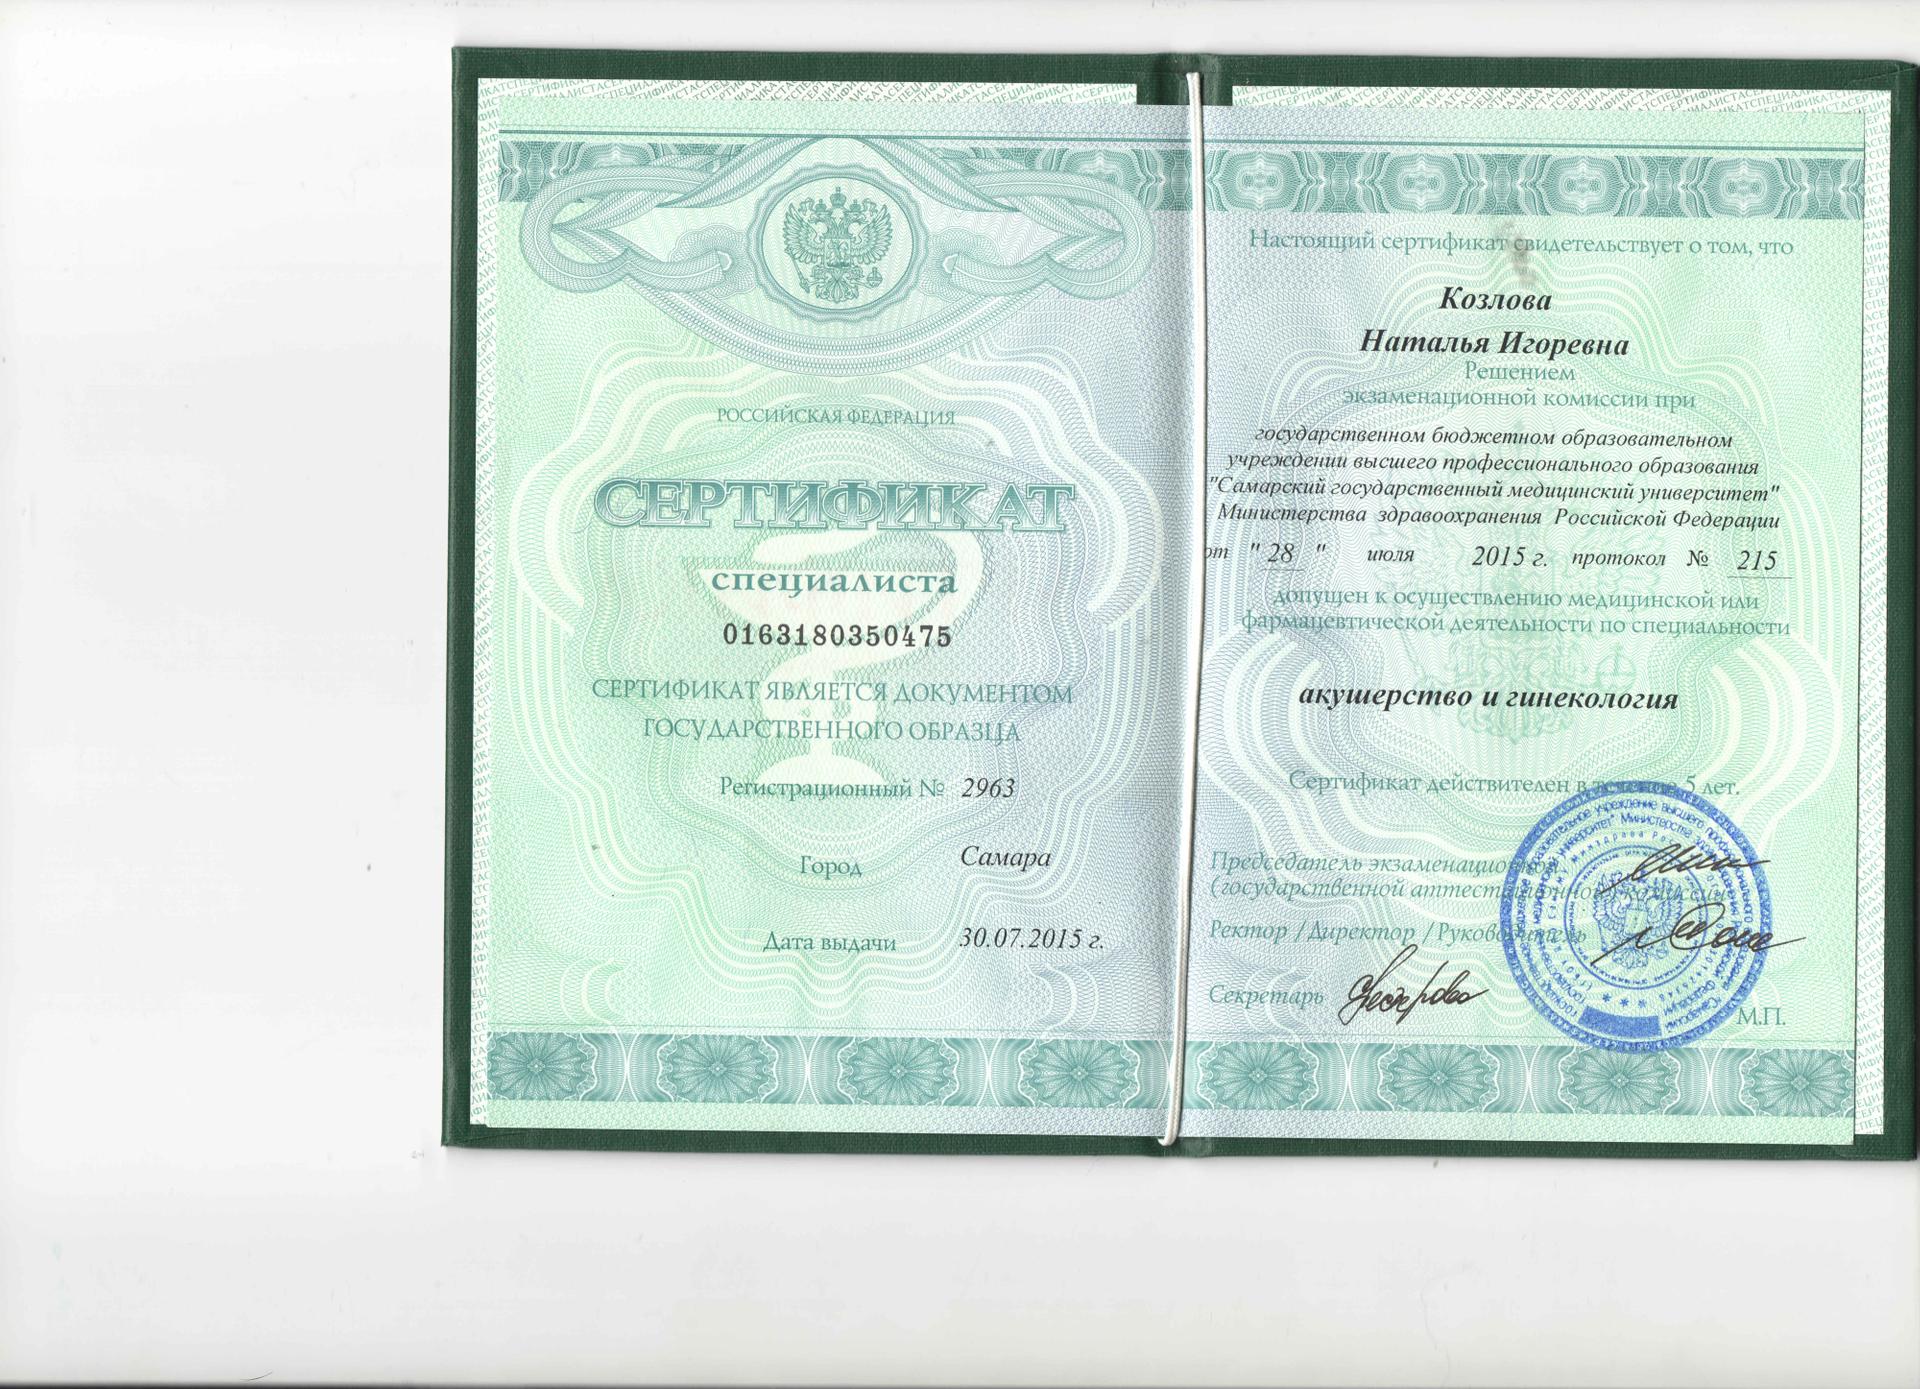 РОССИЙСКАЯ ФЕДЕРАЦИЯ
СЕРТИФИКАТ
специалиста
0163180350475
СЕРТИФИКАТ ЯВЛЯЕТСЯ ДОКУМЕНТОМ
ГОСУДАРСТВЕННОГО ОБРАЗЦА
Регистрационный № 2963
Город Самара
Дата выдачи 30.07.2015 г.
Настоящий сертификат свидетельствует о том, что
Козлова
Наталья Игоревна
Решением
экзаменационной комиссии при
государственном бюджетном образовательном
учреждении высшего профессионального образования
"Самарский государственный медицинский университет"
Министерства здравоохранения Российской Федерации
от "28" июля 2015 г. протокол № 215
допущен к осуществлению медицинской или
фармацевтической деятельности по специальности
акушерство и гинекология
Сертификат действителен в течение 5 лет.
Председатель экзаменационной
(государственной аттестационной) комиссии
Ректор /Директор /Руководитель
Секретарь
М.П.